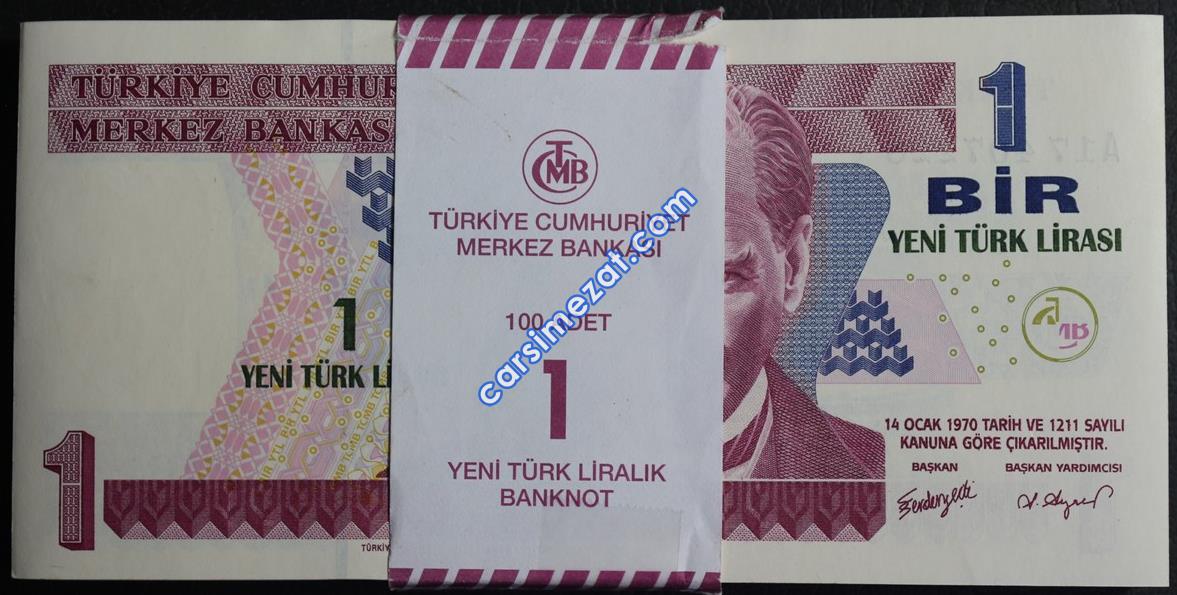 TÜRKİYE CUMHUR
MERKEZ BANKAS
1
YENİ TÜRK Lİ
1
TÜRKİY
TCMB
TÜRKİYE CUMHURİYET
MERKEZ BANKASI
100 ADET
1
YENİ TÜRK LİRALIK
BANKNOT
carsimezat.com
1
BİR
YENİ TÜRK LİRASI
14 OCAK 1970 TARİH VE 1211 SAYILI
KANUNA GÖRE ÇIKARILMIŞTIR.
BAŞKAN BAŞKAN YARDIMCISI